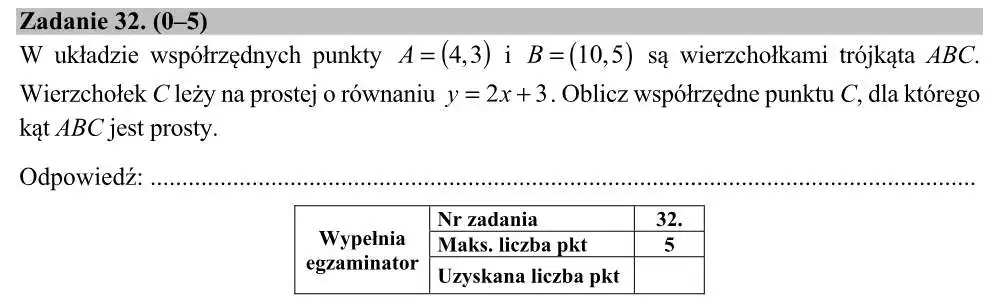 Zadanie 32. (0–5)
W układzie współrzędnych punkty A = (4,3) i B = (10,5) są wierzchołkami trójkąta ABC.
Wierzchołek C leży na prostej o równaniu y = 2x + 3. Oblicz współrzędne punktu C, dla którego
kąt ABC jest prosty.
Odpowiedź: ..................................................................................................................................
Wypełnia egzaminator
Nr zadania 32.
Maks. liczba pkt 5
Uzyskana liczba pkt